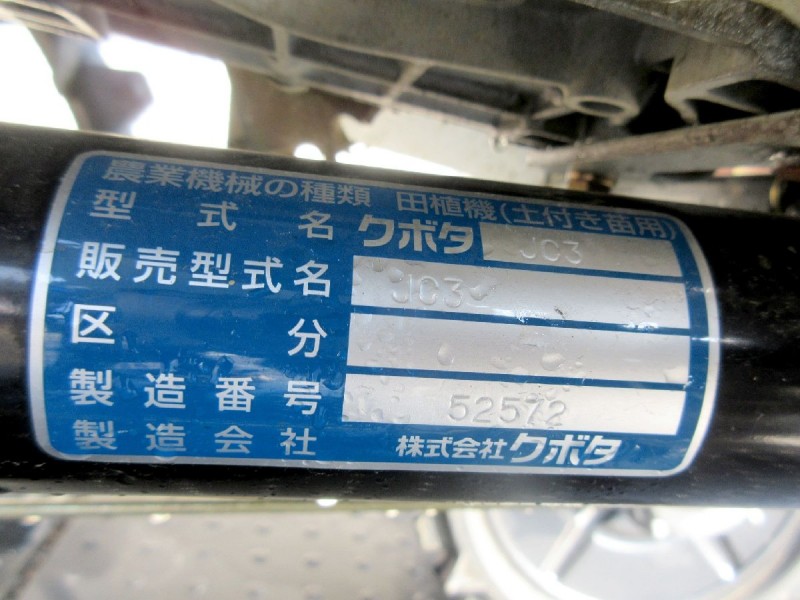 農業機械の種類 田植機(土付き苗用)
型式名 クボタ JC3
販売型式名 JC3
区分
製造番号 52572
製造会社 株式会社クボタ